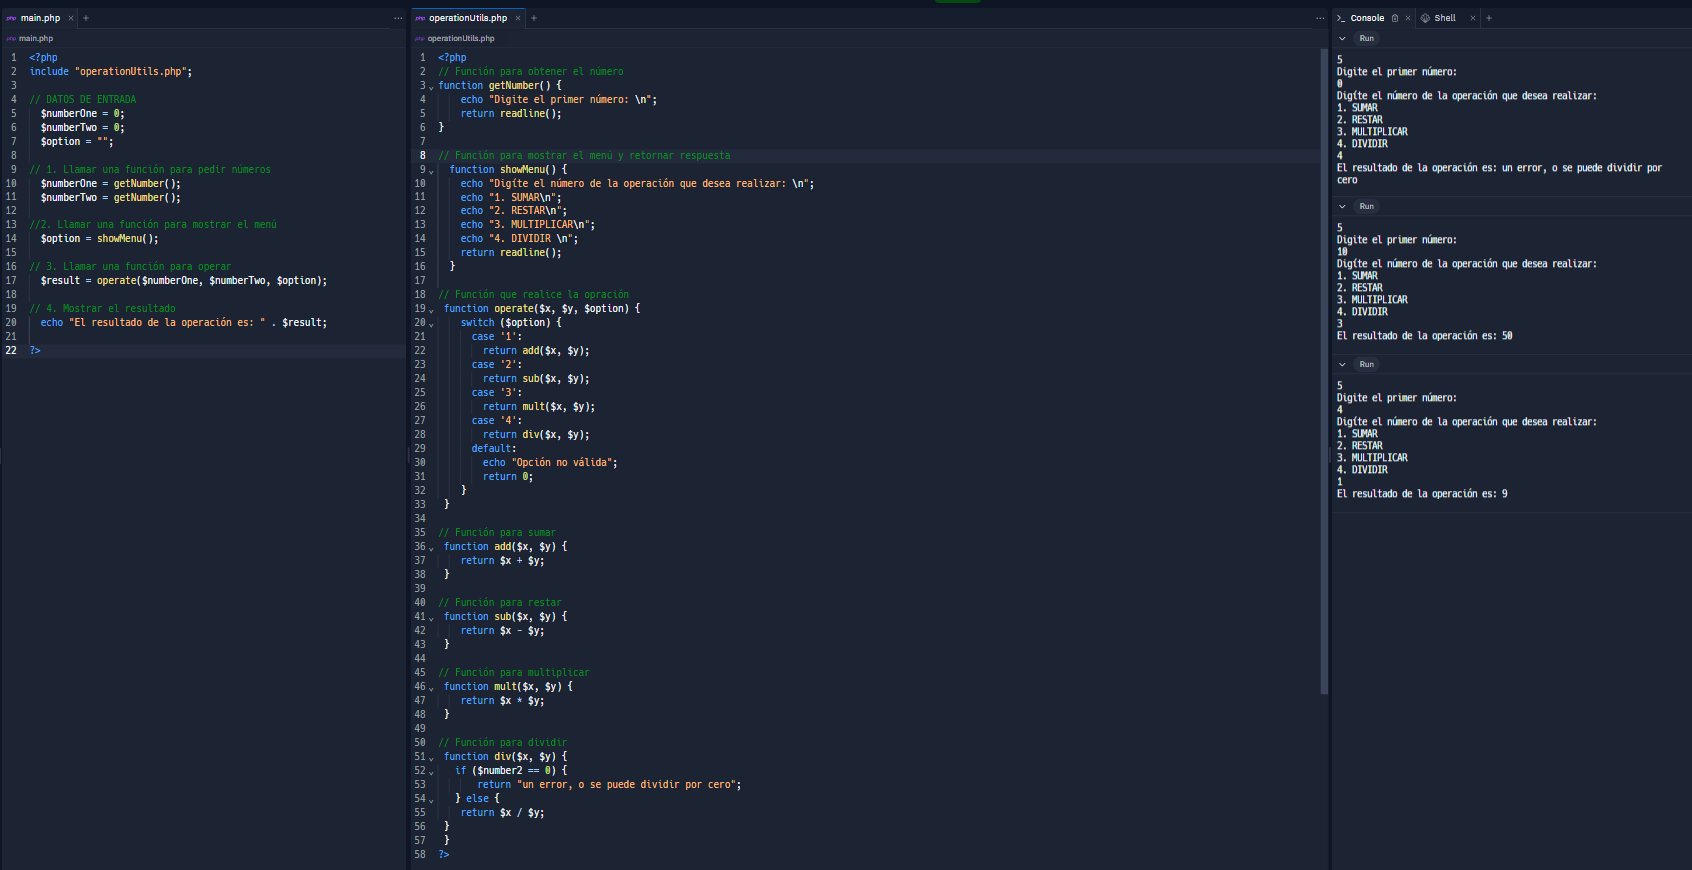 main.php
main.php
1 <?php
2 include "operationUtils.php";
3
4 // DATOS DE ENTRADA
5 $numberOne = 0;
6 $numberTwo = 0;
7 $option = "";
8
9 // 1. Llamar una función para pedir números
10 $numberOne = getNumber();
11 $numberTwo = getNumber();
12
13 //2. Llamar una función para mostrar el menú
14 $option = showMenu();
15
16 // 3. Llamar una función para operar
17 $result = operate($numberOne, $numberTwo, $option);
18
19 // 4. Mostrar el resultado
20 echo "El resultado de la operación es: " . $result;
21
22 ?>
operationUtils.php
operationUtils.php
1 <?php
2 // Función para obtener el número
3 function getNumber() {
4 echo "Digite el primer número: \n";
5 return readline();
6 }
7
8 // Función para mostrar el menú y retornar respuesta
9 function showMenu() {
10 echo "Digíte el número de la operación que desea realizar: \n";
11 echo "1. SUMAR\n";
12 echo "2. RESTAR\n";
13 echo "3. MULTIPLICAR\n";
14 echo "4. DIVIDIR \n";
15 return readline();
16 }
17
18 // Función que realice la opración
19 function operate($x, $y, $option) {
20 switch ($option) {
21 case '1':
22 return add($x, $y);
23 case '2':
24 return sub($x, $y);
25 case '3':
26 return mult($x, $y);
27 case '4':
28 return div($x, $y);
29 default:
30 echo "Opción no válida";
31 return 0;
32 }
33 }
34
35 // Función para sumar
36 function add($x, $y) {
37 return $x + $y;
38 }
39
40 // Función para restar
41 function sub($x, $y) {
42 return $x - $y;
43 }
44
45 // Función para multiplicar
46 function mult($x, $y) {
47 return $x * $y;
48 }
49
50 // Función para dividir
51 function div($x, $y) {
52 if ($number2 == 0) {
53 return "un error, o se puede dividir por cero";
54 } else {
55 return $x / $y;
56 }
57 }
58 ?>
Console Shell
Run
5
Digite el primer número:
0
Digíte el número de la operación que desea realizar:
1. SUMAR
2. RESTAR
3. MULTIPLICAR
4. DIVIDIR
4
El resultado de la operación es: un error, o se puede dividir por
cero
Run
5
Digite el primer número:
10
Digíte el número de la operación que desea realizar:
1. SUMAR
2. RESTAR
3. MULTIPLICAR
4. DIVIDIR
3
El resultado de la operación es: 50
Run
5
Digite el primer número:
4
Digíte el número de la operación que desea realizar:
1. SUMAR
2. RESTAR
3. MULTIPLICAR
4. DIVIDIR
1
El resultado de la operación es: 9